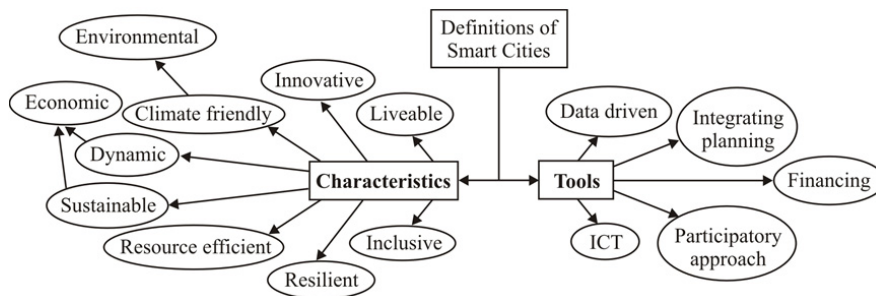 Definitions of
Smart Cities
Environmental
Innovative
Economic
Climate friendly
Liveable
Data driven
Integrating
planning
Dynamic
Characteristics
Tools
Financing
Sustainable
Resource efficient
Inclusive
ICT
Participatory
approach
Resilient